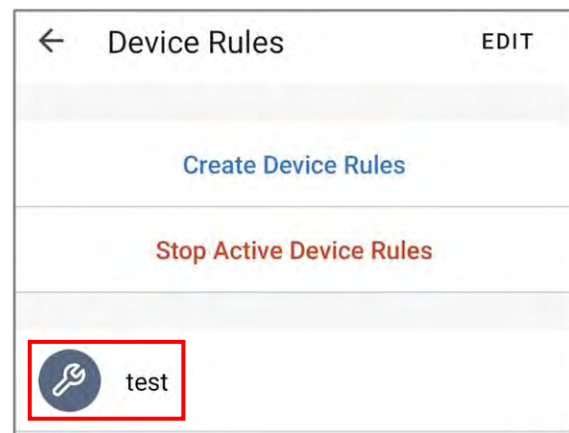 Device Rules EDIT
Create Device Rules
Stop Active Device Rules
test